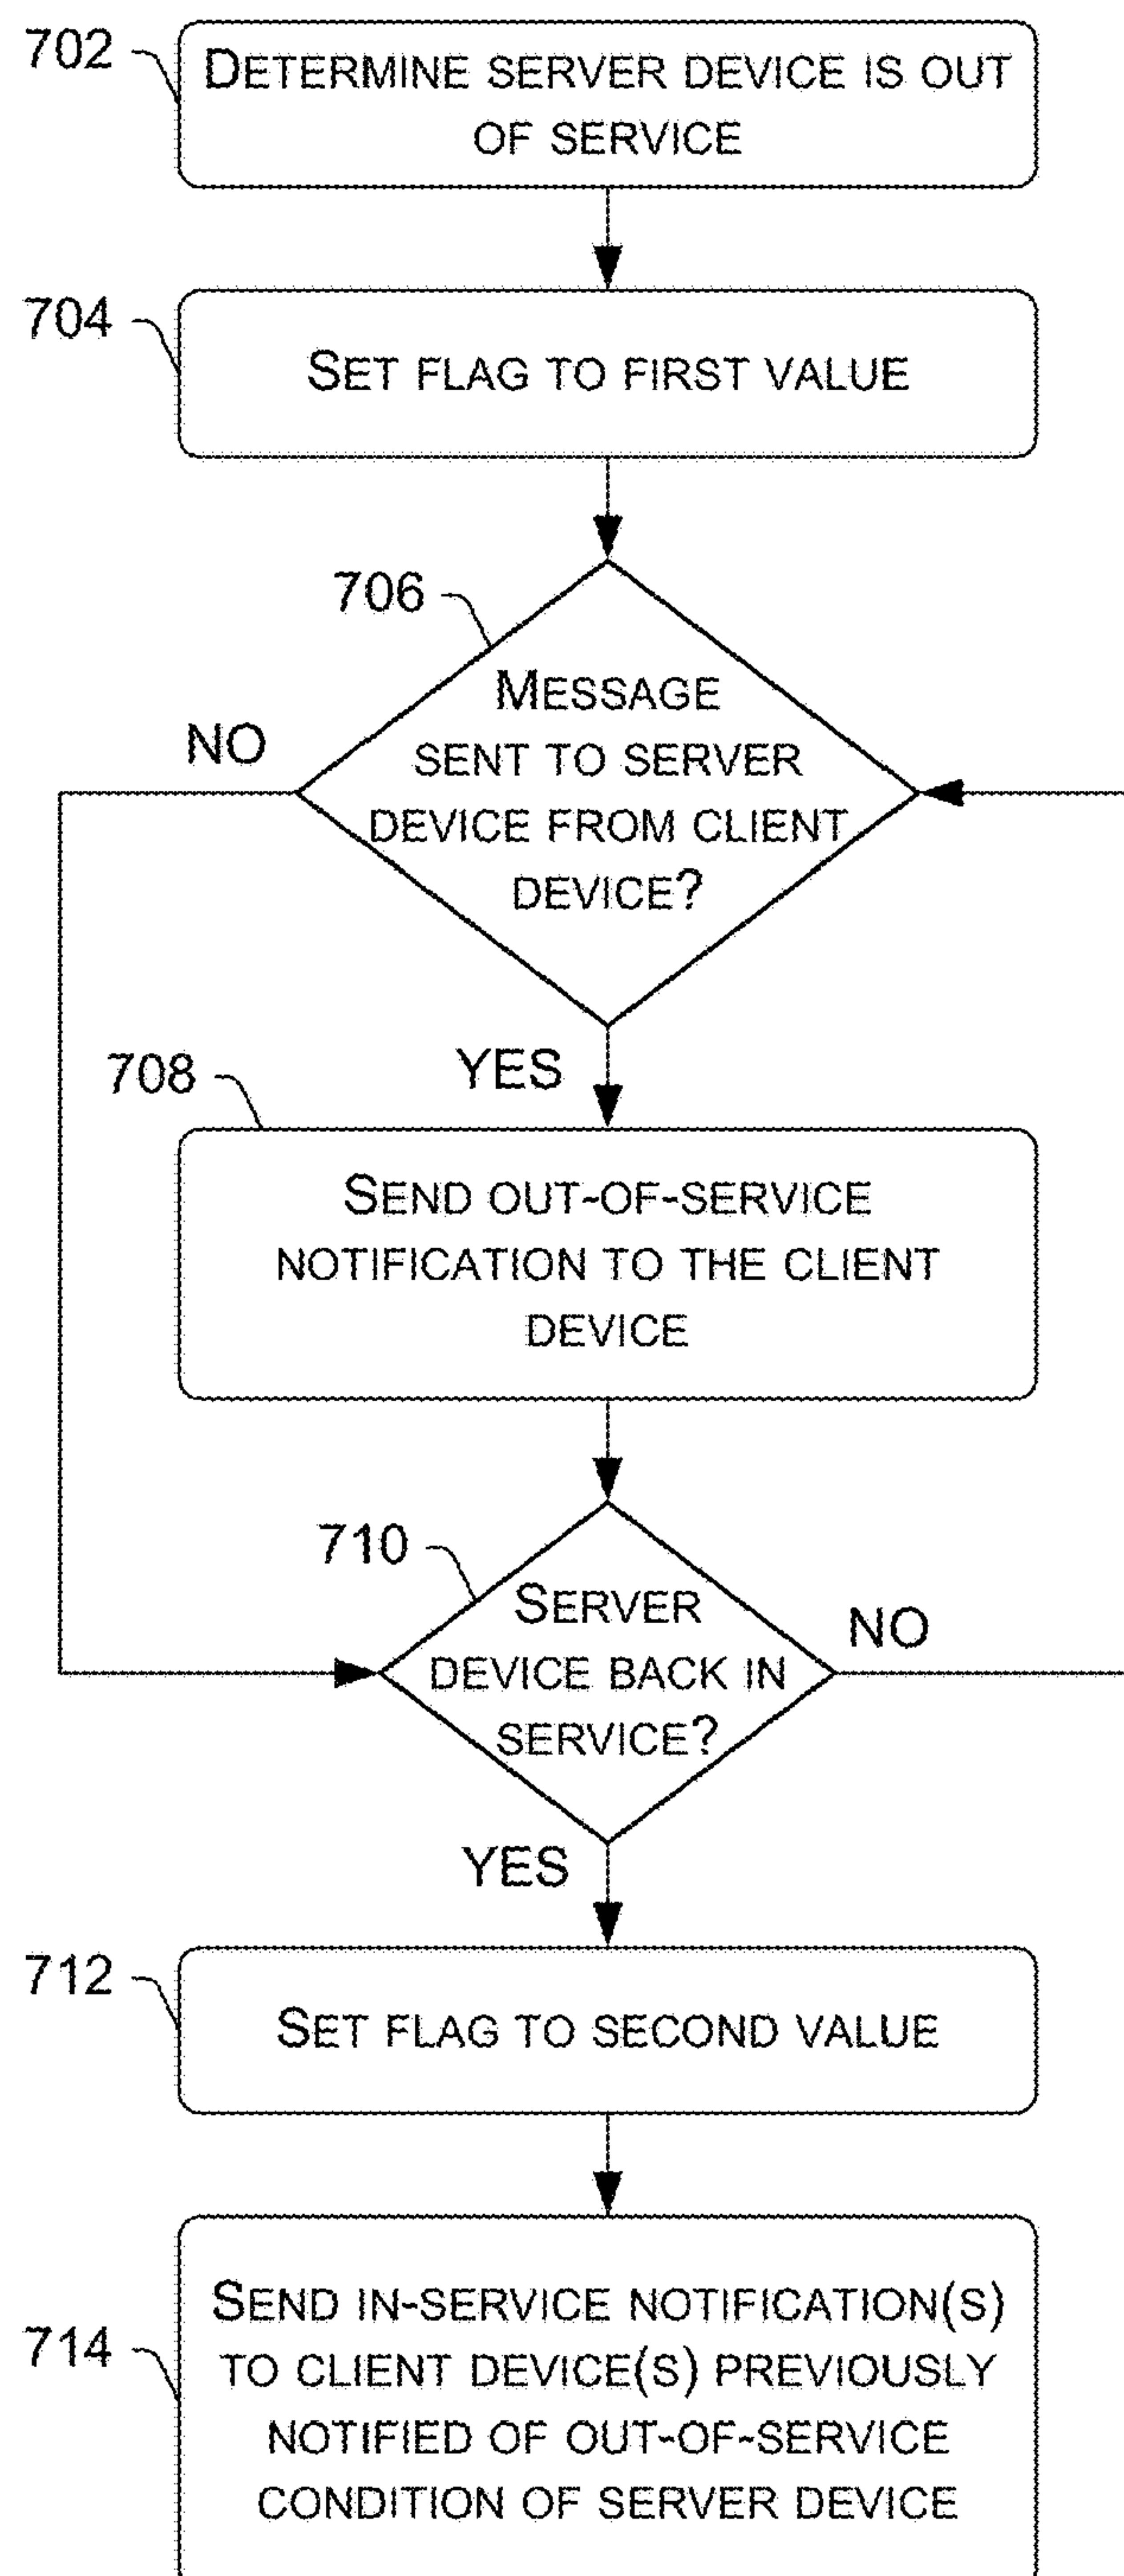 702
DETERMINE SERVER DEVICE IS OUT
OF SERVICE
704
SET FLAG TO FIRST VALUE
706
MESSAGE
SENT TO SERVER
DEVICE FROM CLIENT
DEVICE?
NO
YES
708
SEND OUT-OF-SERVICE
NOTIFICATION TO THE CLIENT
DEVICE
710
SERVER
DEVICE BACK IN
SERVICE?
NO
YES
712
SET FLAG TO SECOND VALUE
714
SEND IN-SERVICE NOTIFICATION(S)
TO CLIENT DEVICE(S) PREVIOUSLY
NOTIFIED OF OUT-OF-SERVICE
CONDITION OF SERVER DEVICE